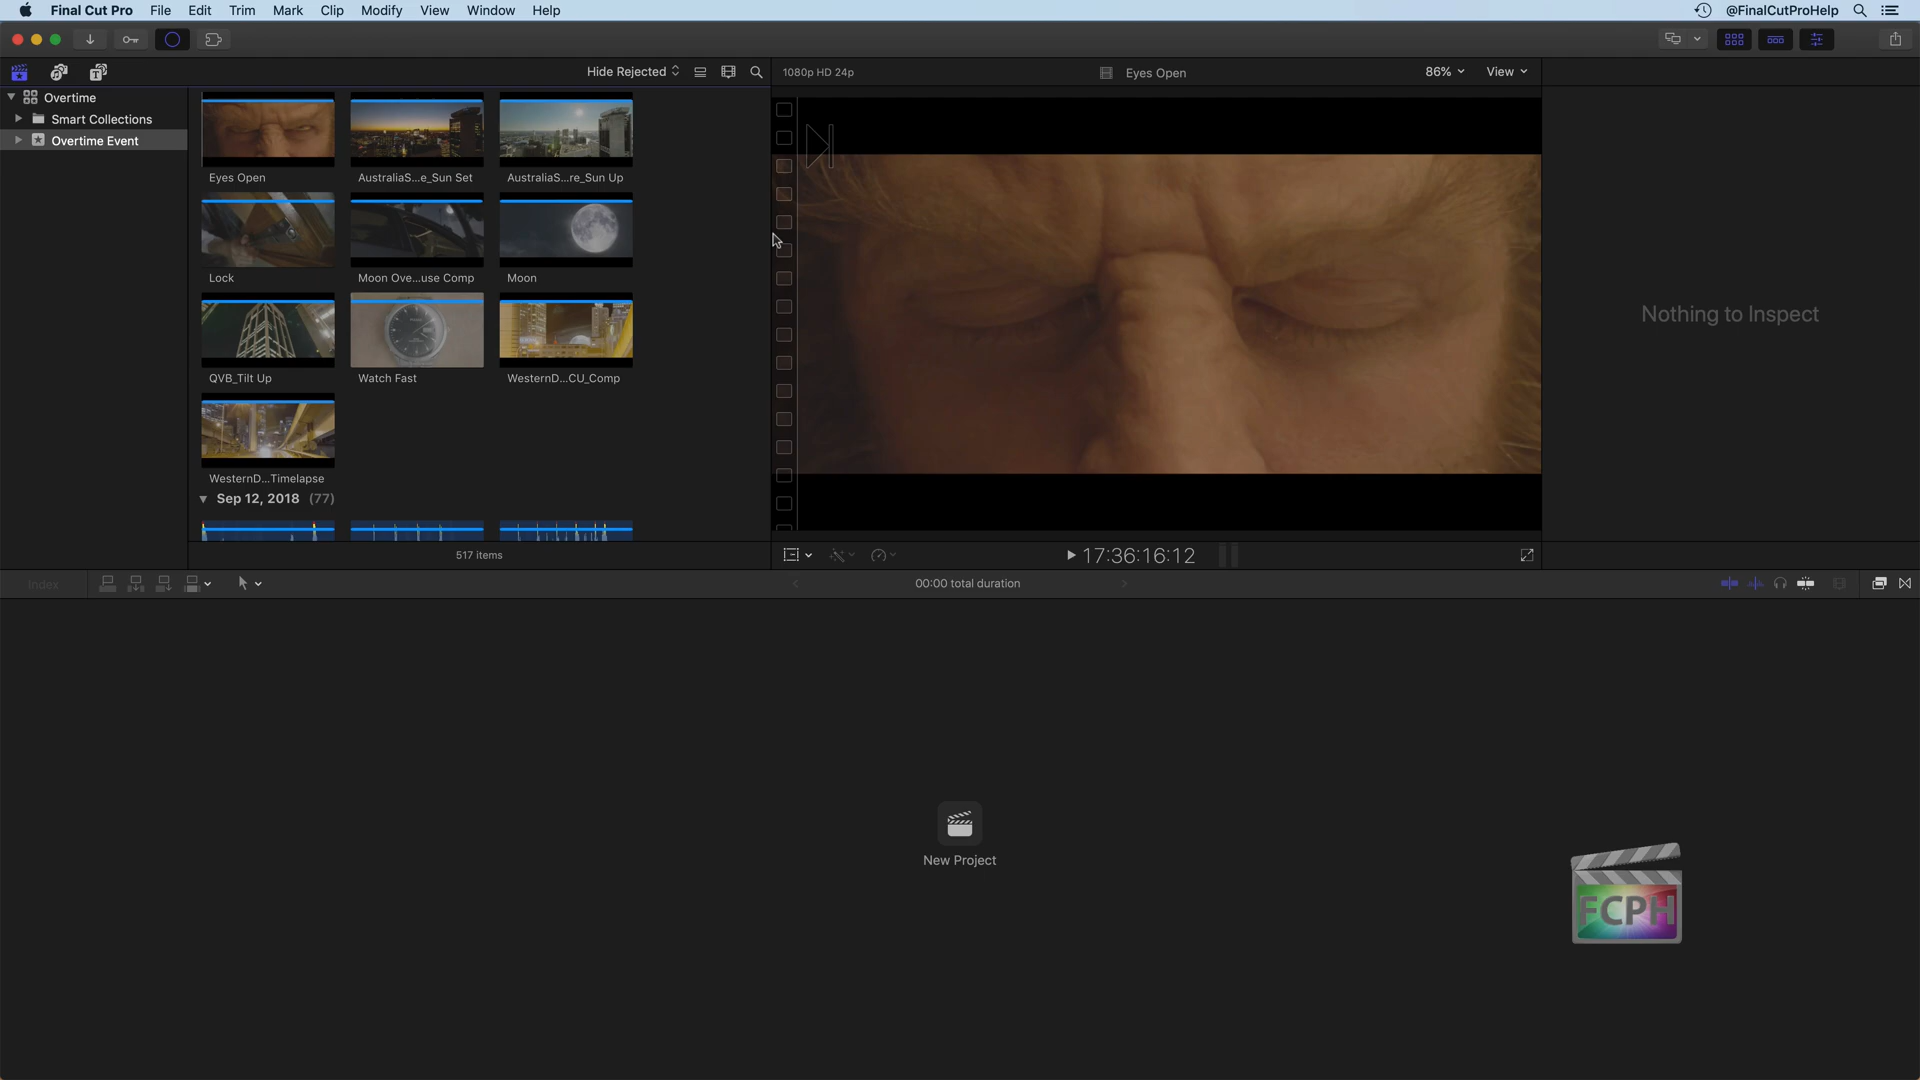 Final Cut Pro File Edit Trim Mark Clip Modify View Window Help @FinalCutProHelp
Hide Rejected
1080p HD 24p
Eyes Open
86%
View
Overtime
Smart Collections
Overtime Event
Eyes Open
AustraliaS...e_Sun Set
AustraliaS...re_Sun Up
Lock
Moon Ove...use Comp
Moon
QVB_Tilt Up
Watch Fast
WesternD...CU_Comp
WesternD...Timelapse
Sep 12, 2018 (77)
517 items
17:36:16:12
Nothing to Inspect
Index
00:00 total duration
New Project
FCPH